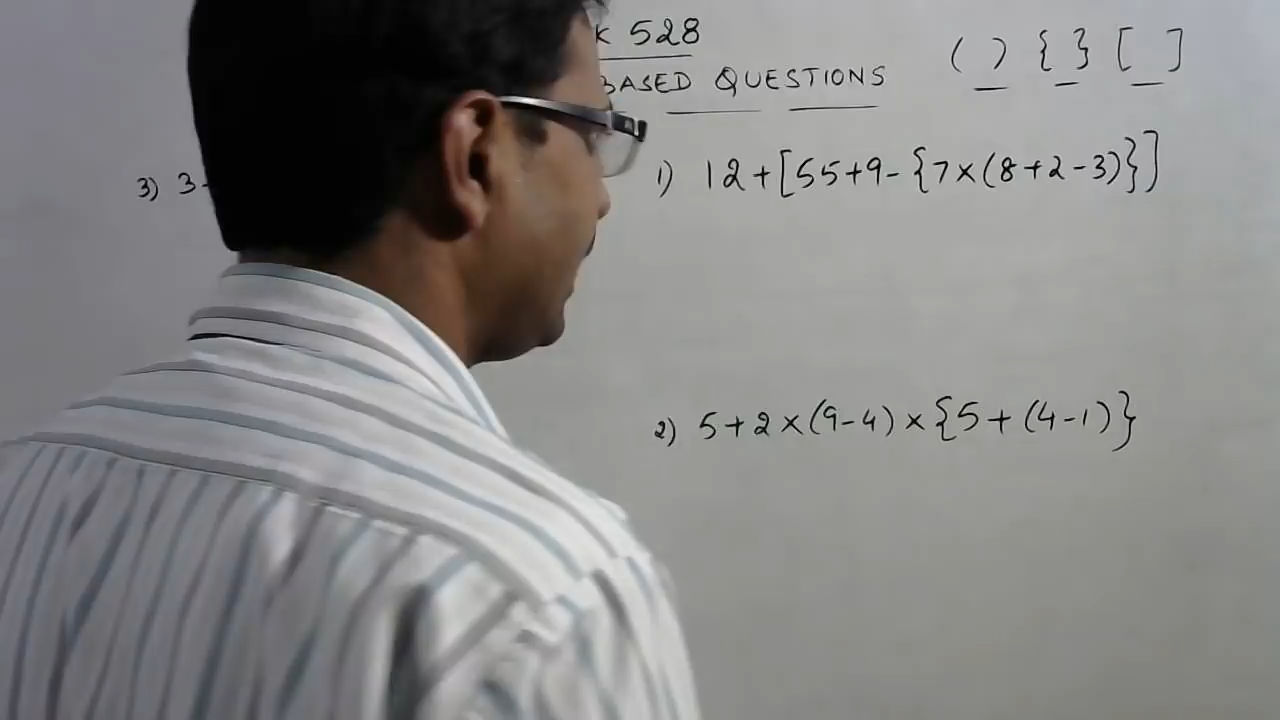 528
BASED QUESTIONS
( ) { } [ ]
3) 3-
1) 12+[55+9-{7×(8+2-3)}]
2) 5+2×(9-4)×{5+(4-1)}